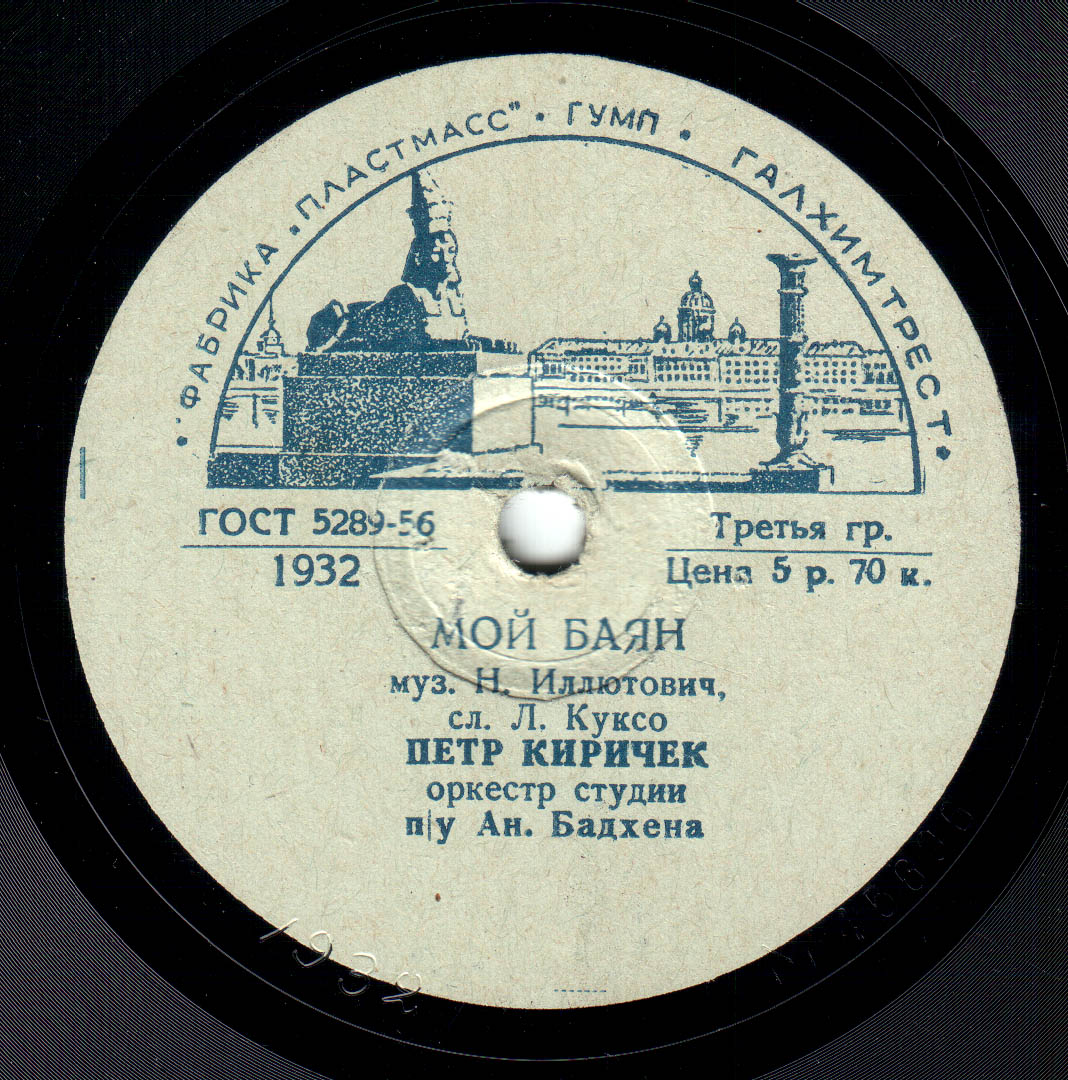 "ФАБРИКА „ПЛАСТМАСС" · ГУМП · ГАЛХИМТРЕСТ
ГОСТ 5289-56
1932
Третья гр.
Цена 5 р. 70 к.
МОЙ БАЯН
муз. Н. Иллютович,
сл. Л. Куксо
ПЕТР КИРИЧЕК
оркестр студии
п/у Ан. Бадхена
1932